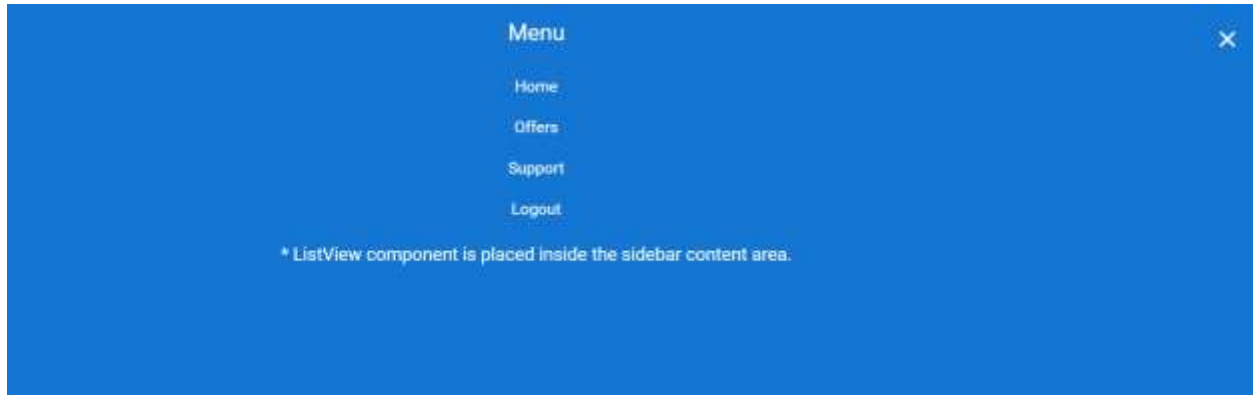 Menu
Home
Offers
Support
Logout
* ListView component is placed inside the sidebar content area.